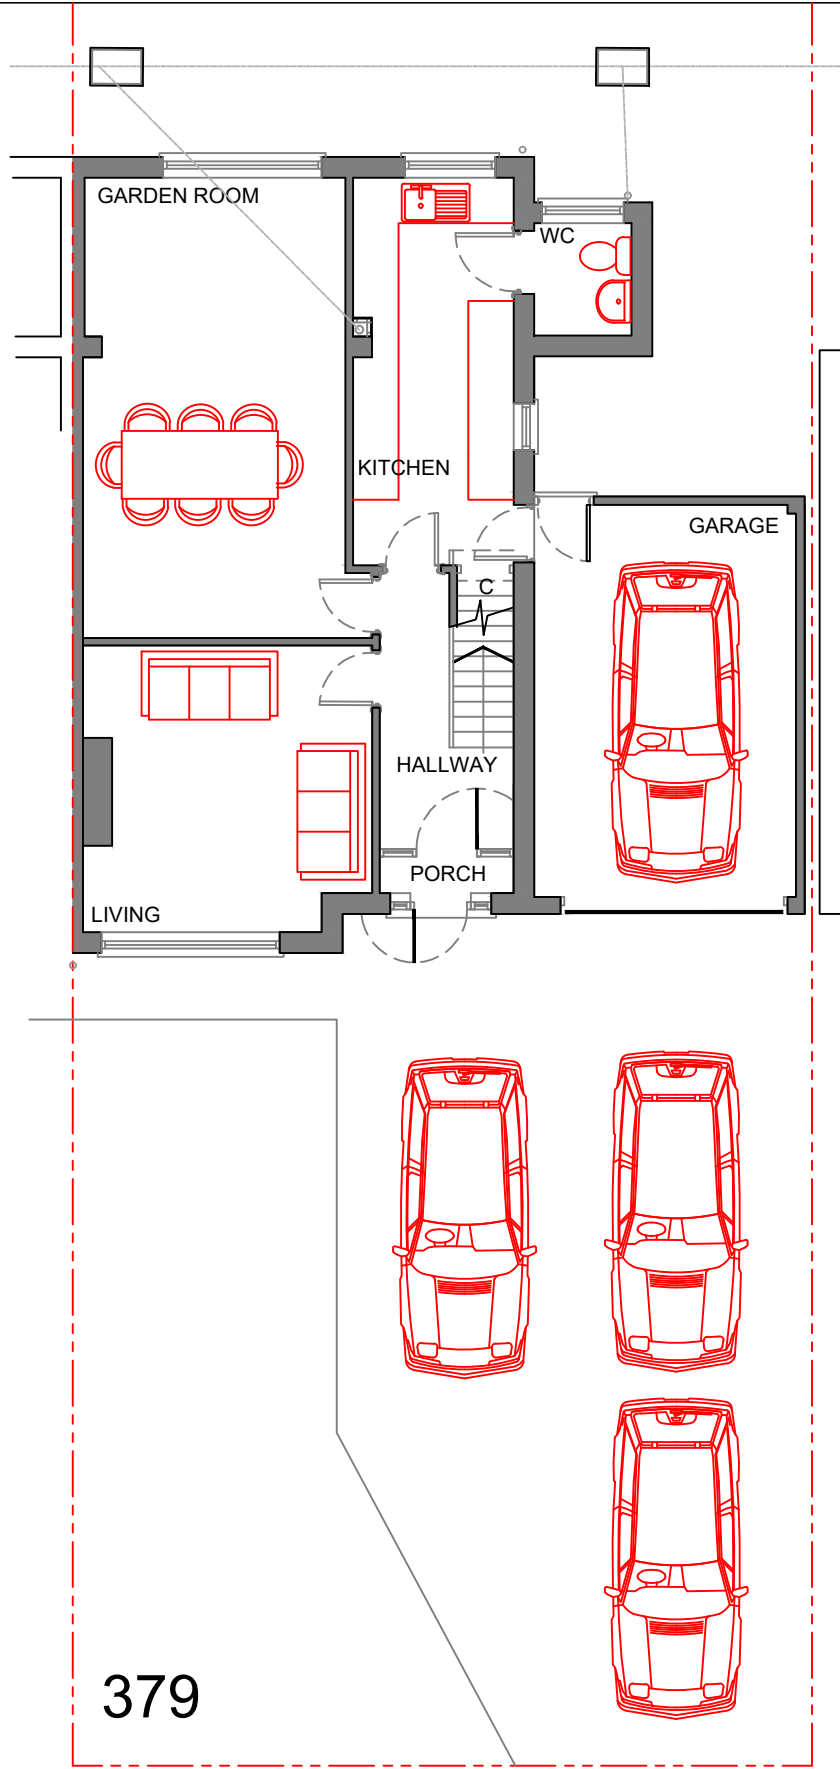 GARDEN ROOM
WC
KITCHEN
GARAGE
C
HALLWAY
PORCH
LIVING
379